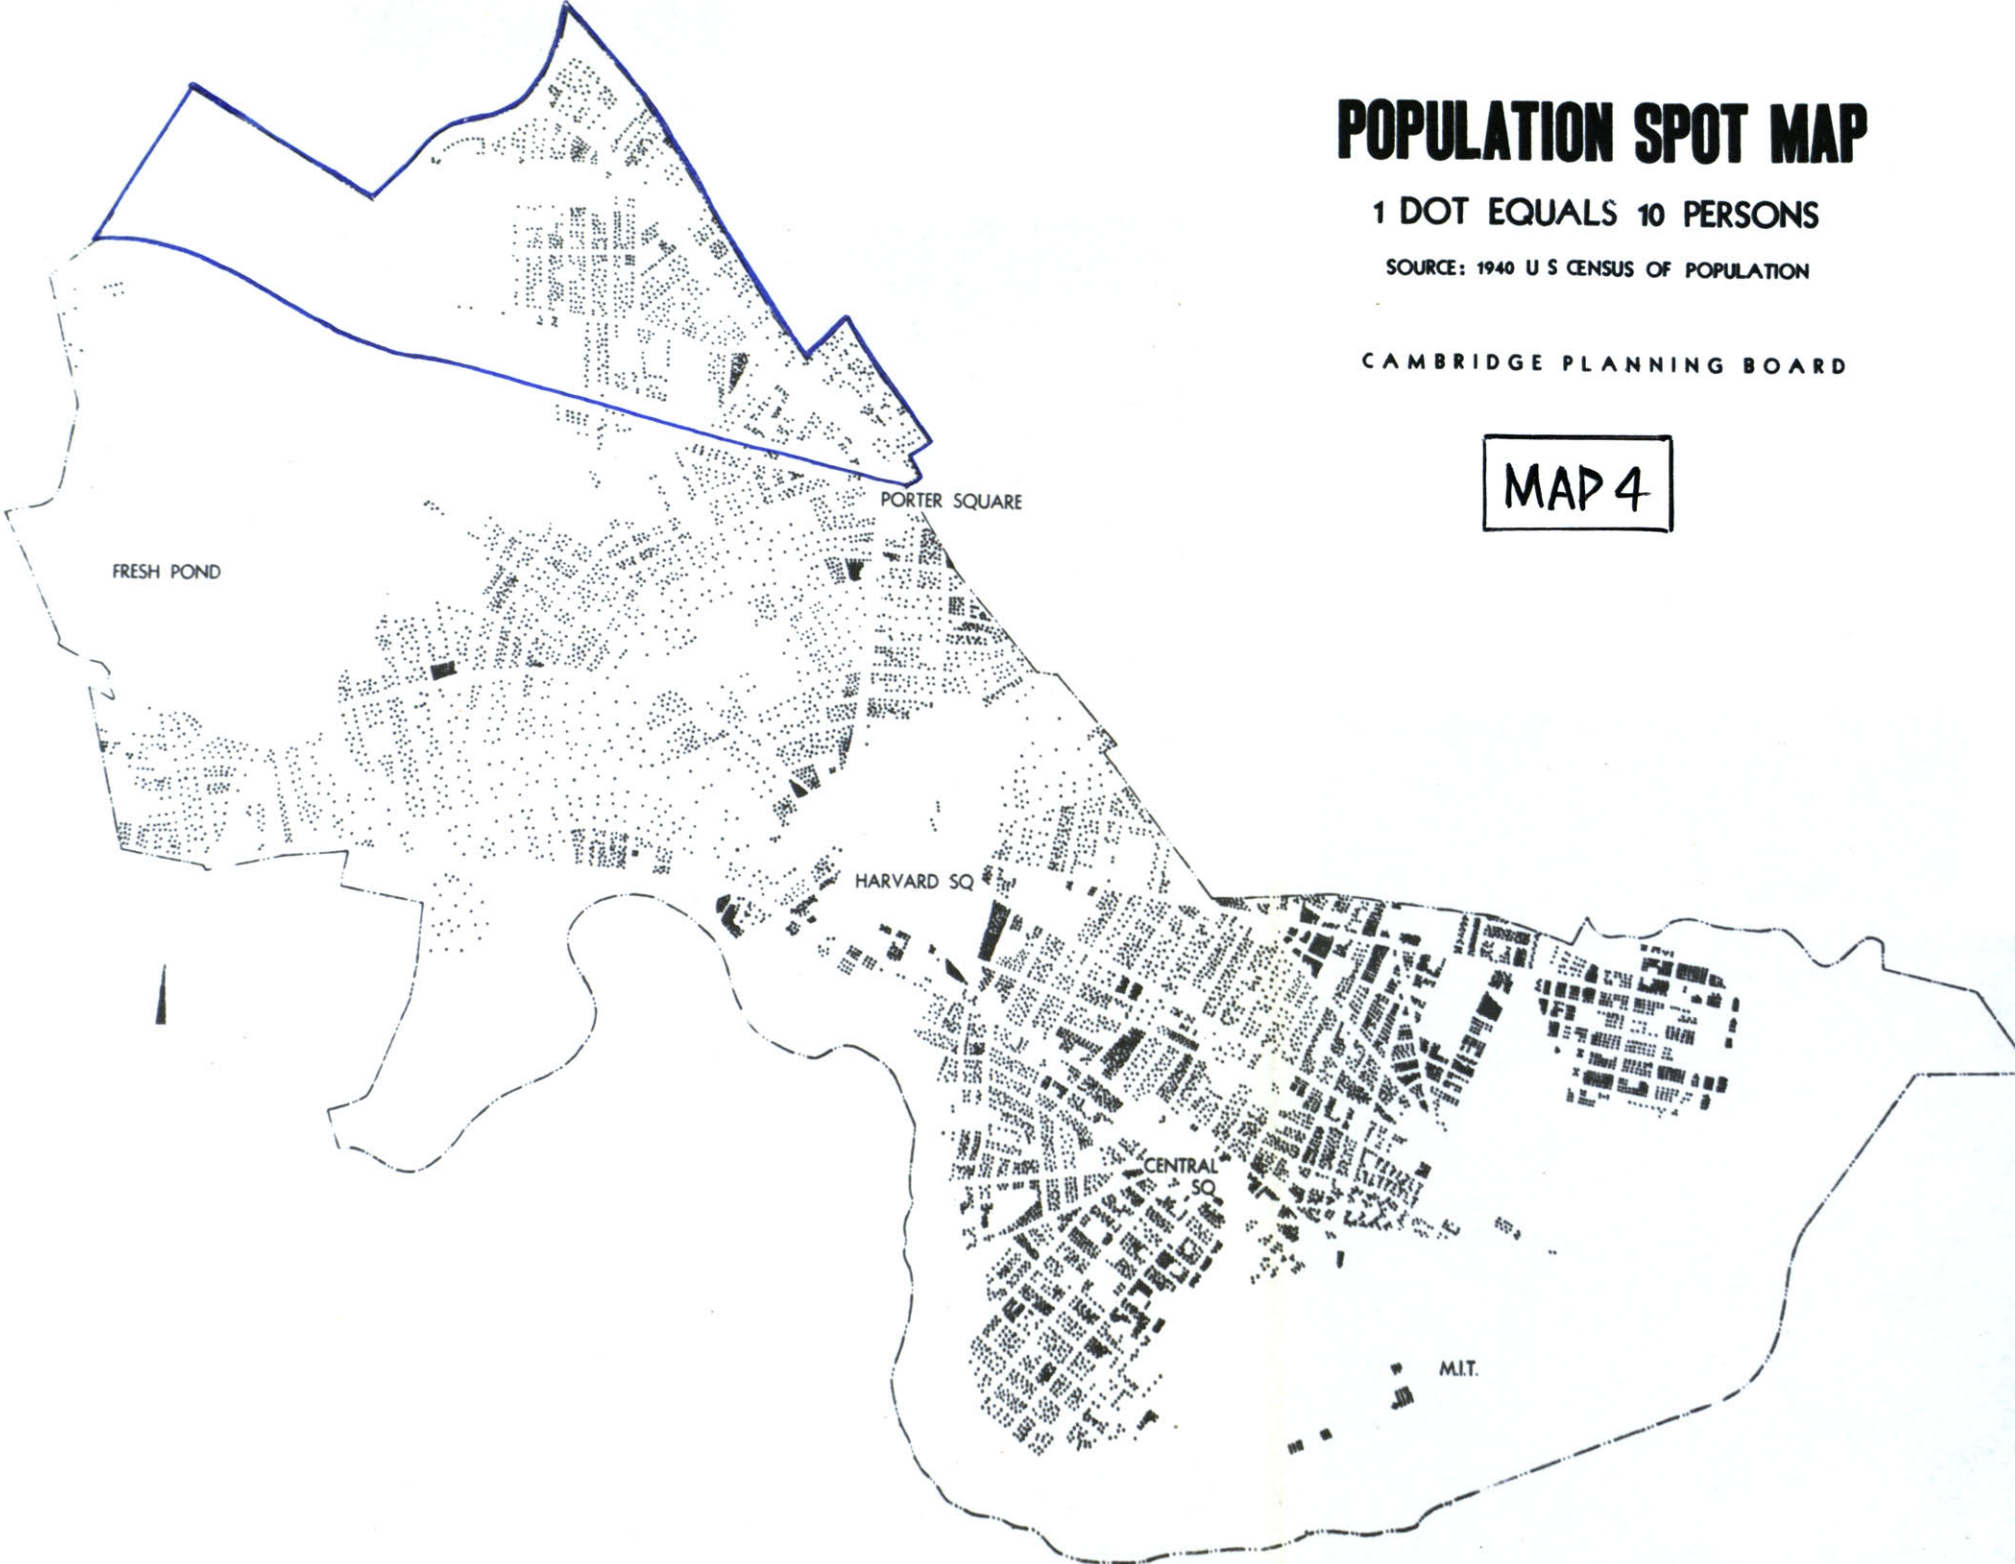 POPULATION SPOT MAP
1 DOT EQUALS 10 PERSONS
SOURCE: 1940 U S CENSUS OF POPULATION
CAMBRIDGE PLANNING BOARD
MAP 4
PORTER SQUARE
FRESH POND
HARVARD SQ
CENTRAL
SQ
M.I.T.